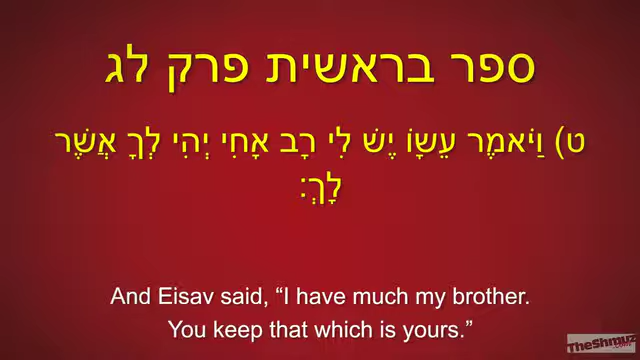 ספר בראשית פרק לג
ט) וַיֹּאמֶר עֵשָׂו יֶשׁ לִי רָב אָחִי יְהִי לְךָ אֲשֶׁר
לָךְ:
And Eisav said, “I have much my brother.
You keep that which is yours.”
THESHMUZ
.com